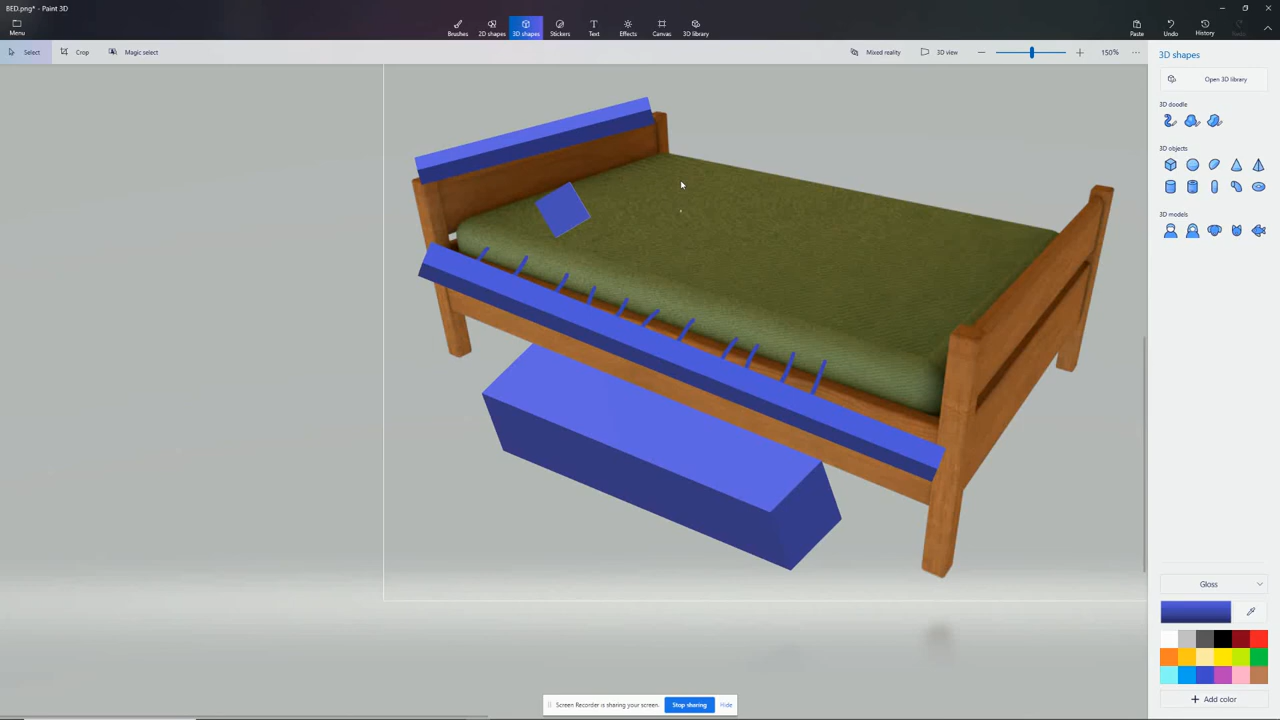 BED.png* - Paint 3D
Menu
Brushes
2D shapes
3D shapes
Stickers
Text
Effects
Canvas
3D library
Paste
Undo
History
Select
Crop
Magic select
Mixed reality
3D view
150%
3D shapes
Open 3D library
3D doodle
3D objects
3D models
Gloss
Add color
Screen Recorder is sharing your screen.
Stop sharing
Hide